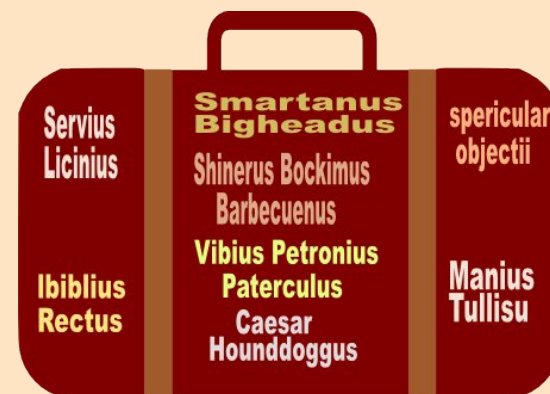 Servius
Licinius
Ibiblius
Rectus
Smartanus
Bigheadus
Shinerus Bockimus
Barbecuenus
Vibius Petronius
Paterculus
Caesar
Hounddoggus
spericular
objectii
Manius
Tullisu